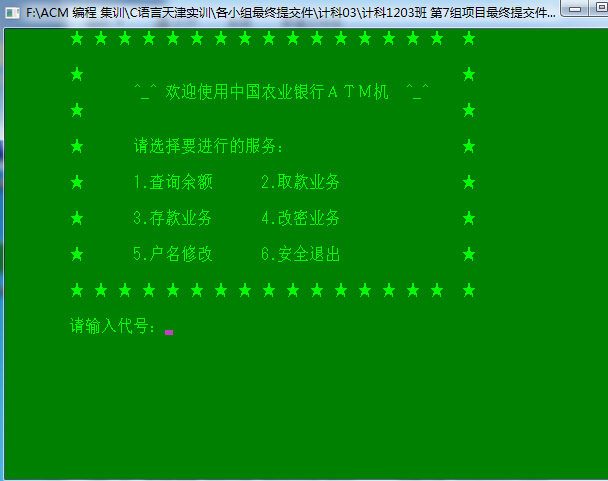 F:\ACM 编程 集训\C语言天津实训\各小组最终提交件\计科03\计科1203班 第7组项目最终提交文件...
★ ★ ★ ★ ★ ★ ★ ★ ★ ★ ★ ★ ★ ★ ★ ★ ★
★ ★
^_^ 欢迎使用中国农业银行ＡＴＭ机 ^_^
★ ★
★ 请选择要进行的服务: ★
★ 1.查询余额 2.取款业务 ★
★ 3.存款业务 4.改密业务 ★
★ 5.户名修改 6.安全退出 ★
★ ★ ★ ★ ★ ★ ★ ★ ★ ★ ★ ★ ★ ★ ★ ★ ★
请输入代号: